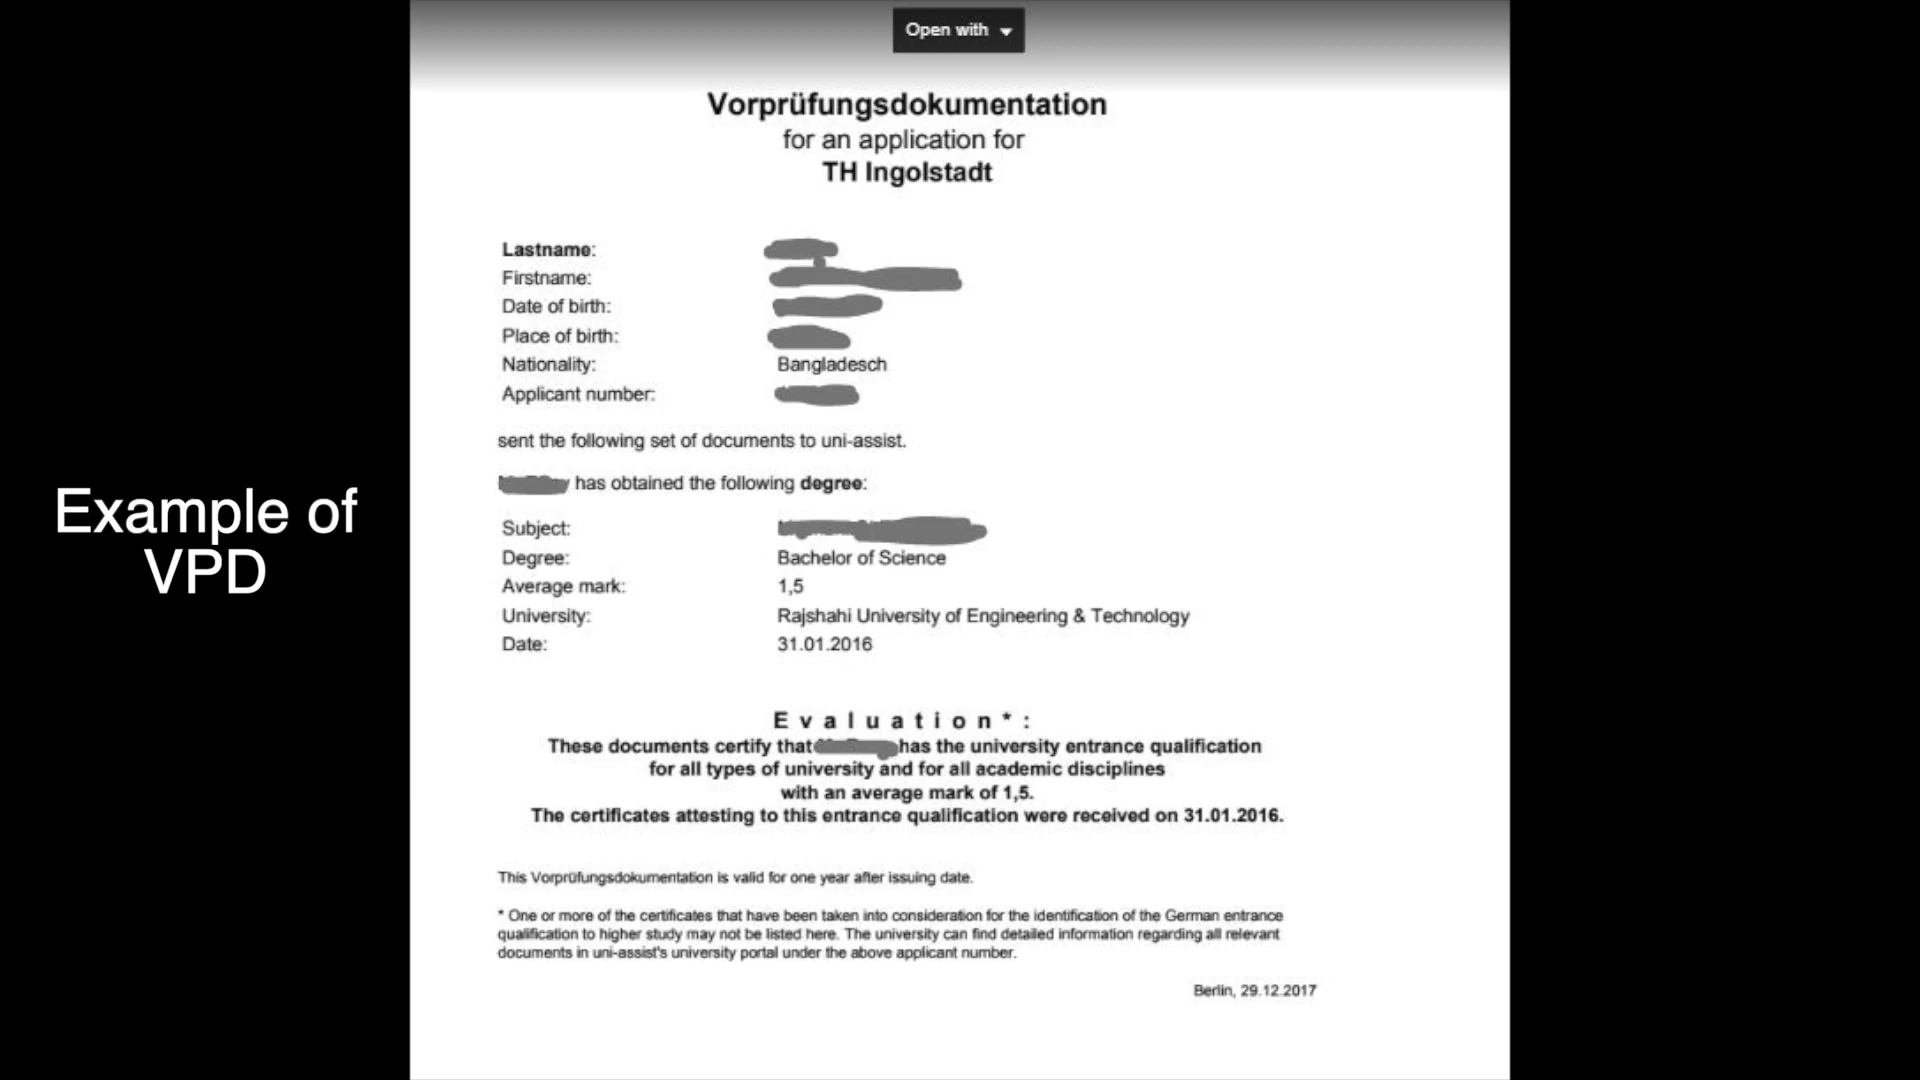 Open with
Vorprüfungsdokumentation
for an application for
TH Ingolstadt
Lastname:
Firstname:
Date of birth:
Place of birth:
Nationality: Bangladesch
Applicant number:
sent the following set of documents to uni-assist.
has obtained the following degree:
Subject:
Degree: Bachelor of Science
Average mark: 1,5
University: Rajshahi University of Engineering & Technology
Date: 31.01.2016
Evaluation*:
These documents certify that has the university entrance qualification
for all types of university and for all academic disciplines
with an average mark of 1,5.
The certificates attesting to this entrance qualification were received on 31.01.2016.
This Vorprüfungsdokumentation is valid for one year after issuing date.
* One or more of the certificates that have been taken into consideration for the identification of the German entrance
qualification to higher study may not be listed here. The university can find detailed information regarding all relevant
documents in uni-assist's university portal under the above applicant number.
Berlin, 29.12.2017
Example of
VPD